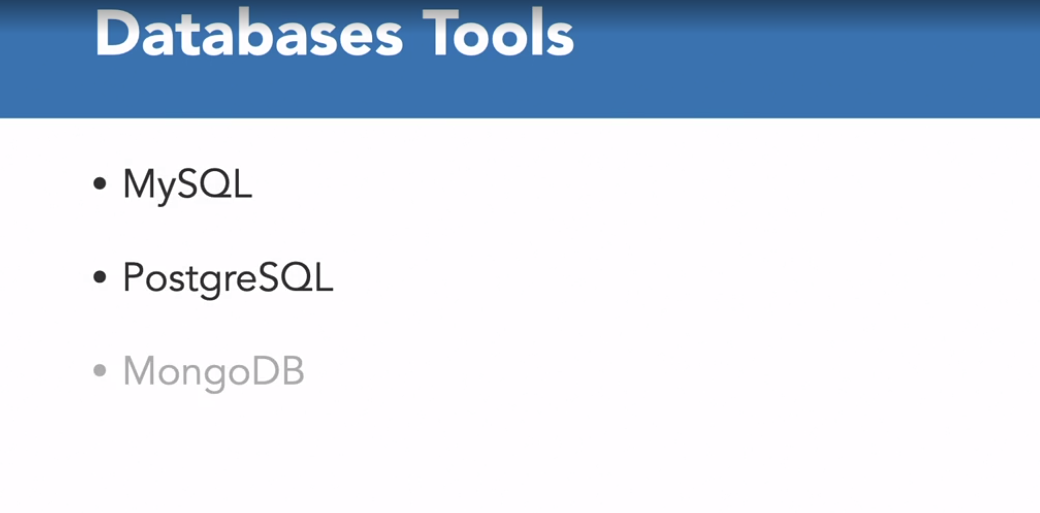 Databases Tools
• MySQL
• PostgreSQL
• MongoDB